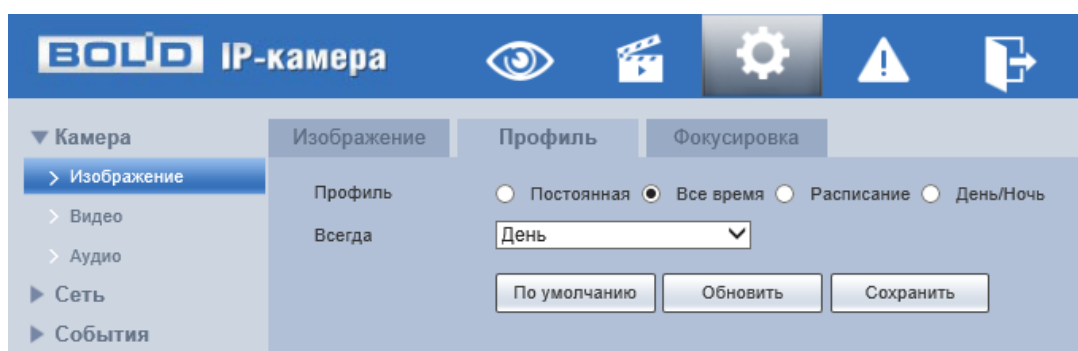 BOLID IP-камера
Камера
Изображение
Видео
Аудио
Сеть
События
Изображение Профиль Фокусировка
Профиль Постоянная Все время Расписание День/Ночь
Всегда День
По умолчанию Обновить Сохранить